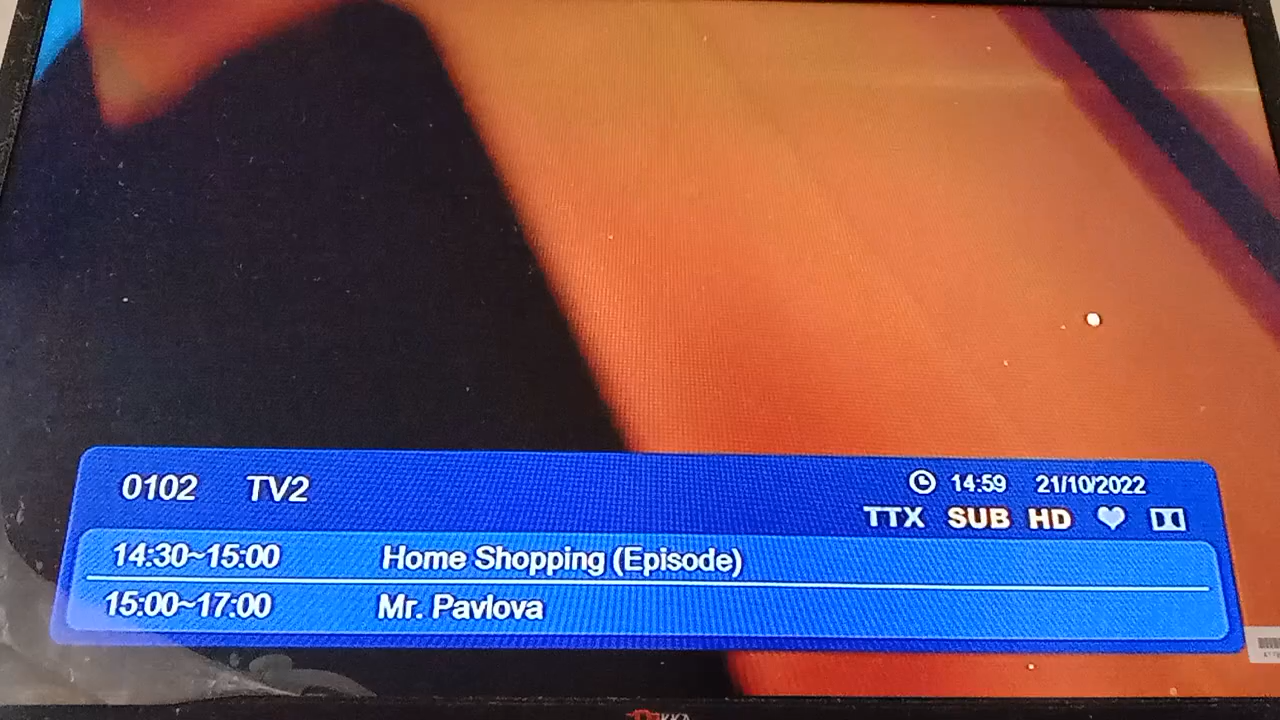 0102 TV2 14:59 21/10/2022
TTX SUB HD
14:30~15:00 Home Shopping (Episode)
15:00~17:00 Mr. Pavlova